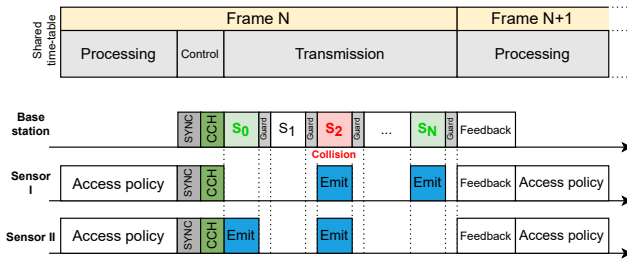 Frame N
Frame N+1
Shared
time-table
Processing
Control
Transmission
Processing
Base
station
SYNC
CCH
S0
Guard
S1
Guard
S2
Guard
...
SN
Guard
Feedback
Collision
Sensor
I
Access policy
SYNC
CCH
Emit
Emit
Feedback
Access policy
Sensor II
Access policy
SYNC
CCH
Emit
Emit
Feedback
Access policy